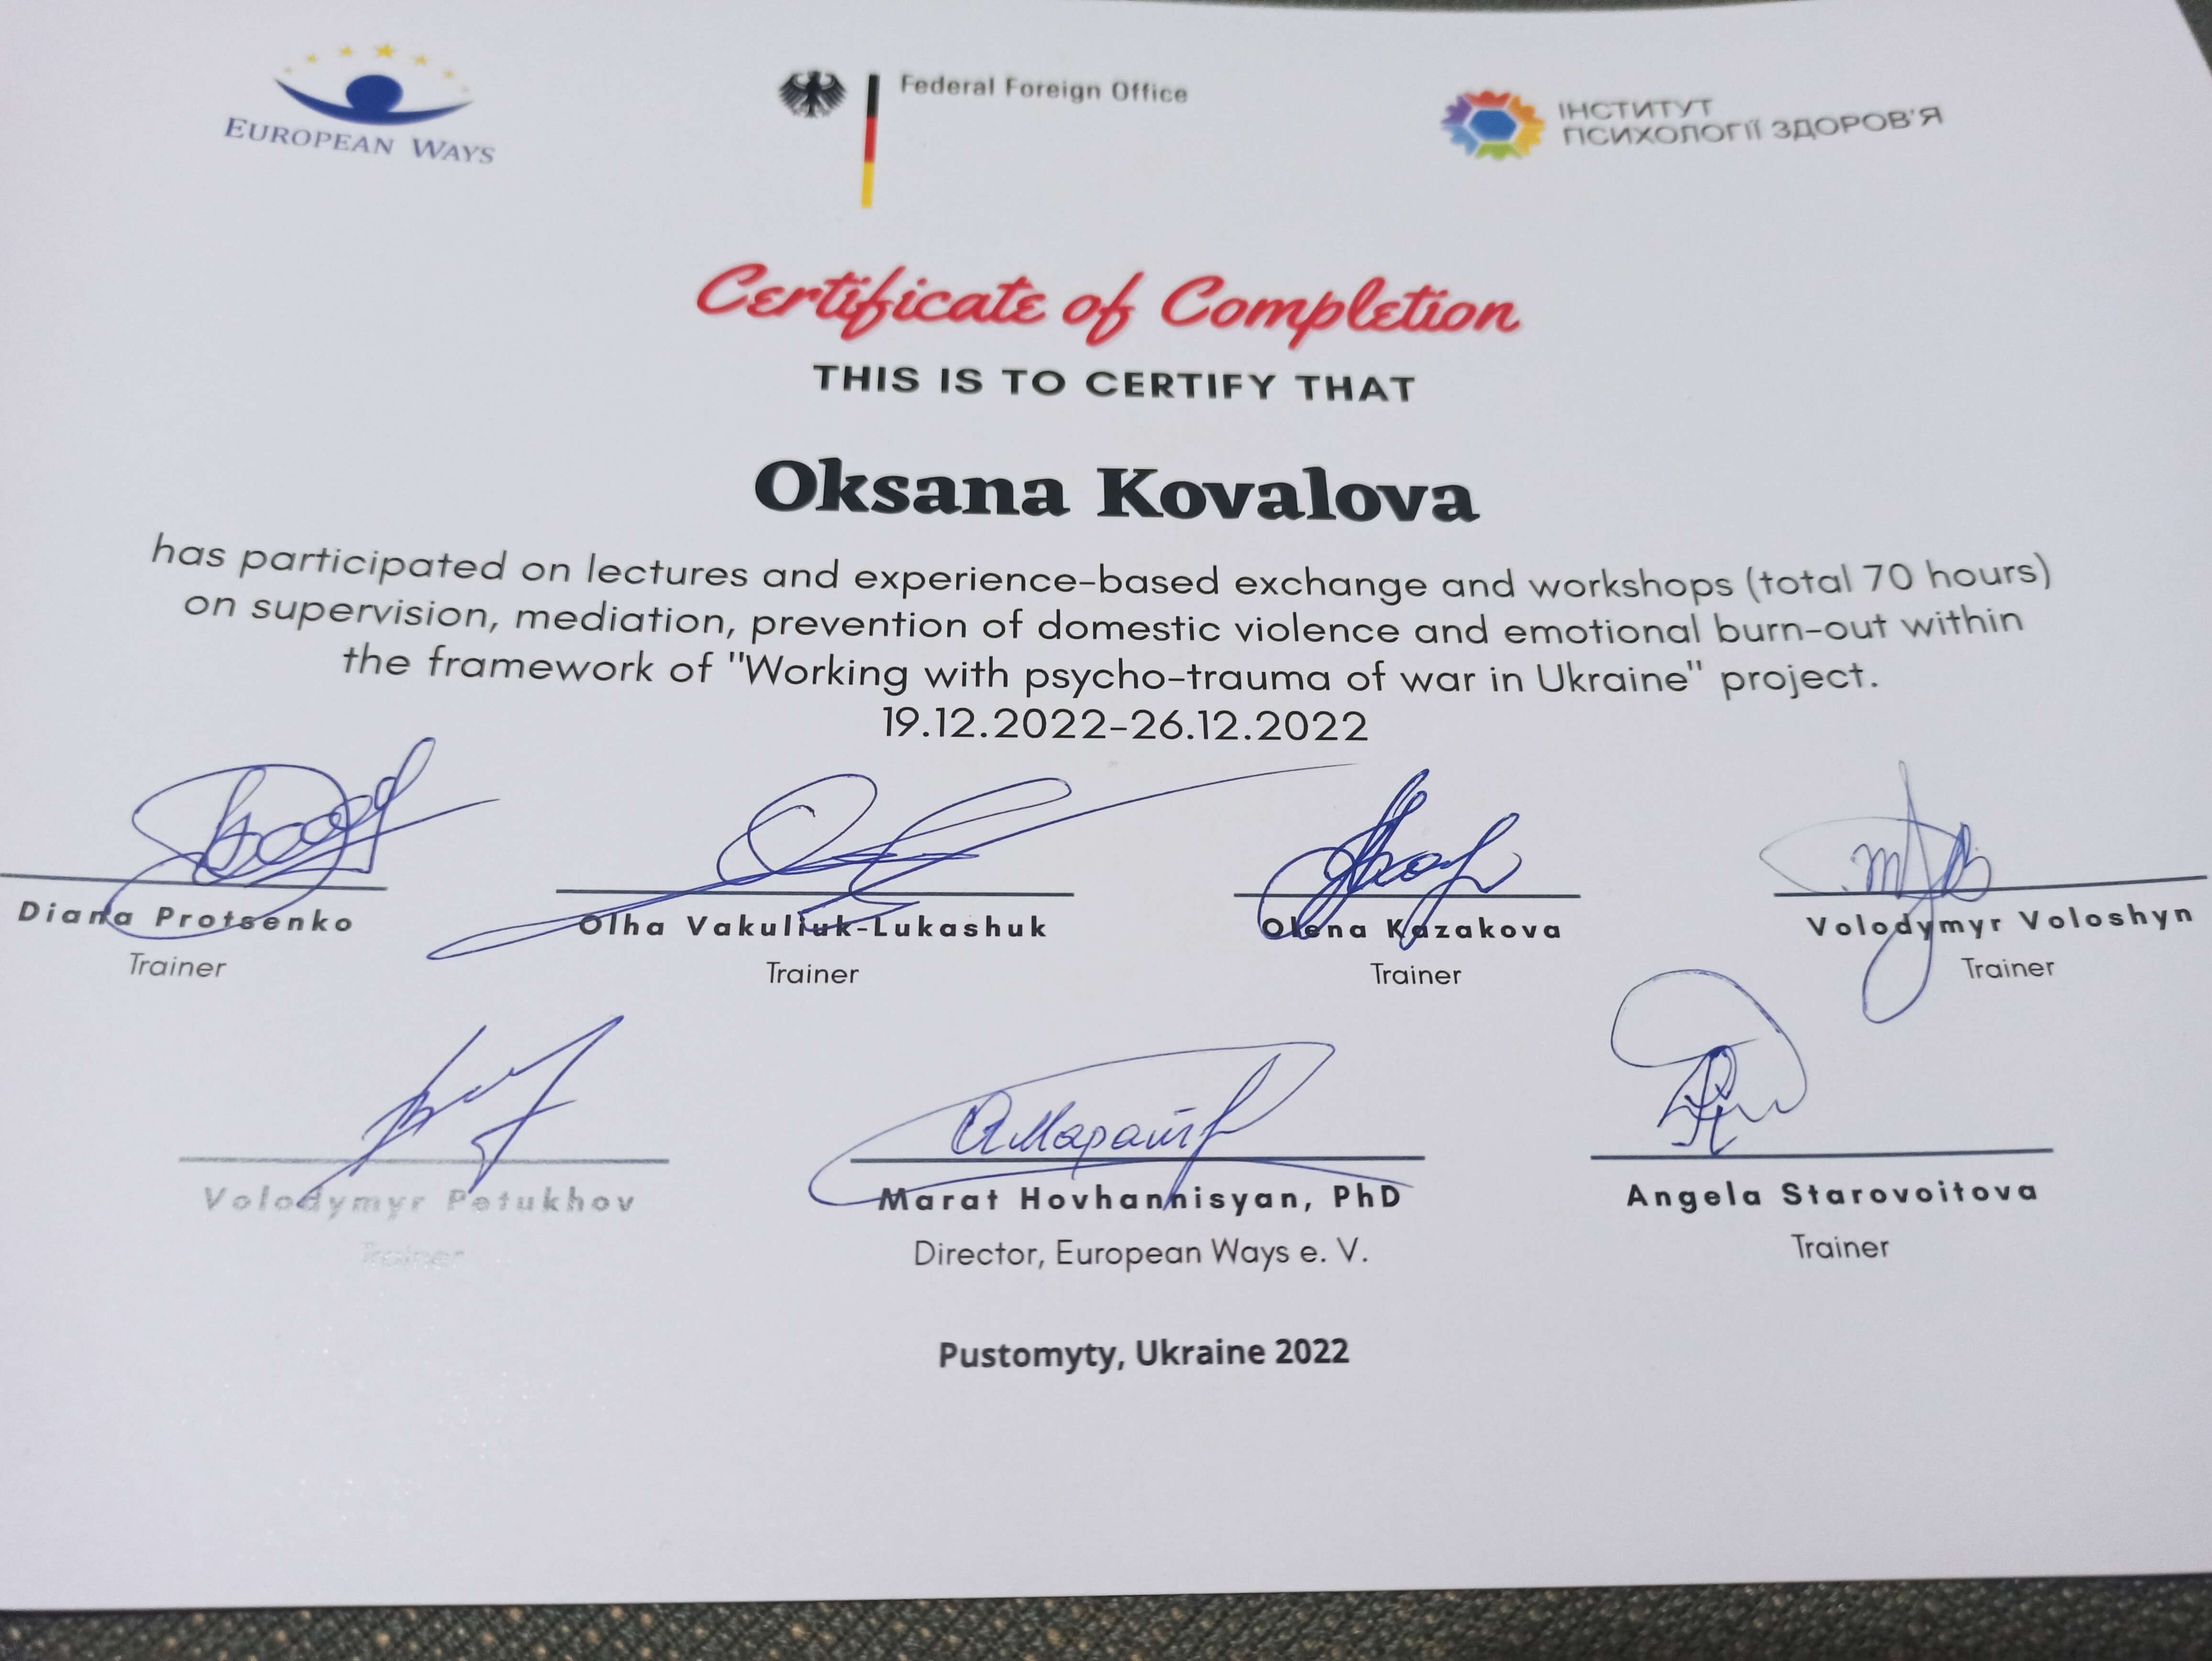 EUROPEAN WAYS
Federal Foreign Office
ІНСТИТУТ
ПСИХОЛОГІЇ ЗДОРОВ'Я
Certificate of Completion
THIS IS TO CERTIFY THAT
Oksana Kovalova
has participated on lectures and experience-based exchange and workshops (total 70 hours)
on supervision, mediation, prevention of domestic violence and emotional burn-out within
the framework of "Working with psycho-trauma of war in Ukraine" project.
19.12.2022-26.12.2022
Diana Protsenko
Trainer
Olha Vakuliuk-Lukashuk
Trainer
Olena Kazakova
Trainer
Volodymyr Voloshyn
Trainer
Volodymyr Petukhov
Trainer
Marat Hovhannisyan, PhD
Director, European Ways e. V.
Angela Starovoitova
Trainer
Pustomyty, Ukraine 2022